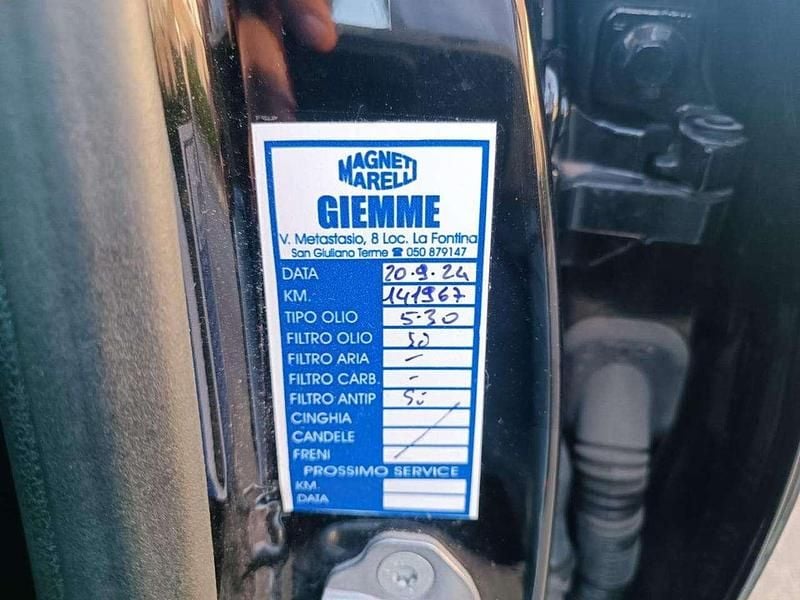 MAGNETI
MARELLI
GIEMME
V. Metastasio, 8 Loc. La Fontina
San Giuliano Terme ☎ 050 879147
DATA 20.9.24
KM. 141967
TIPO OLIO 5-30
FILTRO OLIO SI
FILTRO ARIA -
FILTRO CARB. -
FILTRO ANTIP Si
CINGHIA
CANDELE
FRENI
PROSSIMO SERVICE
KM.
DATA